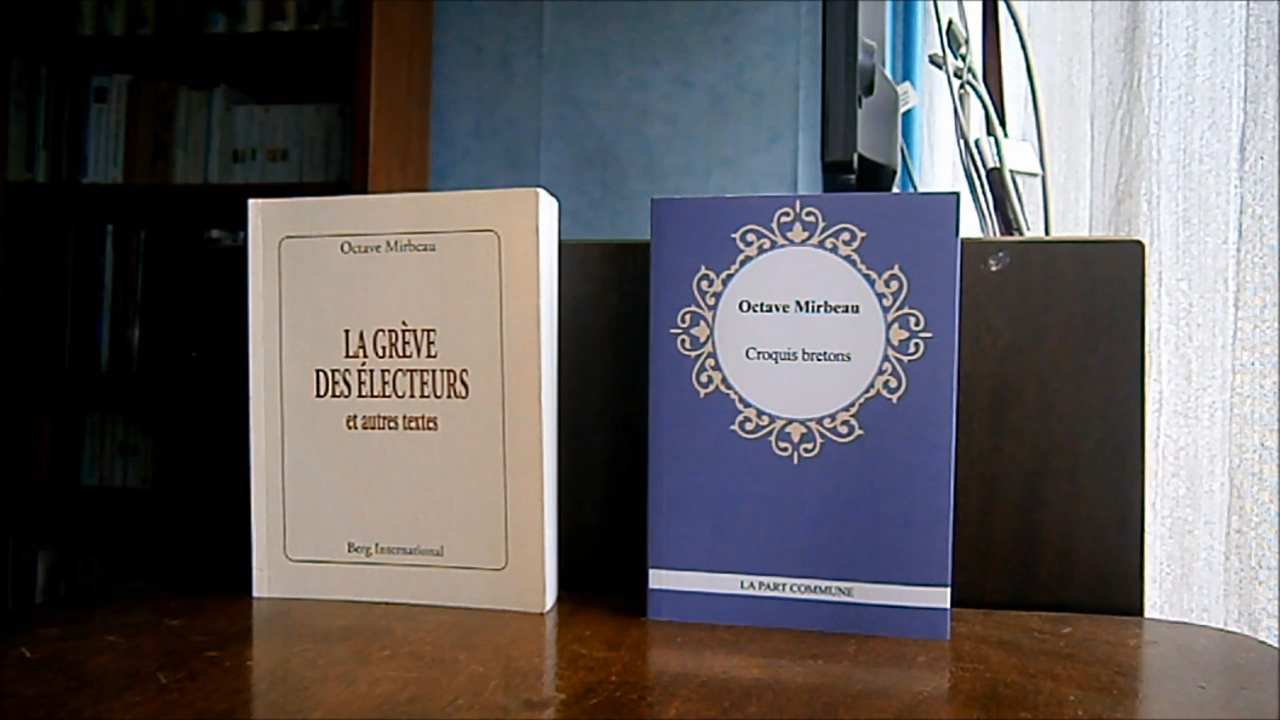 Octave Mirbeau
LA GRÈVE
DES ÉLECTEURS
et autres textes
Berg International
Octave Mirbeau
Croquis bretons
LA PART COMMUNE